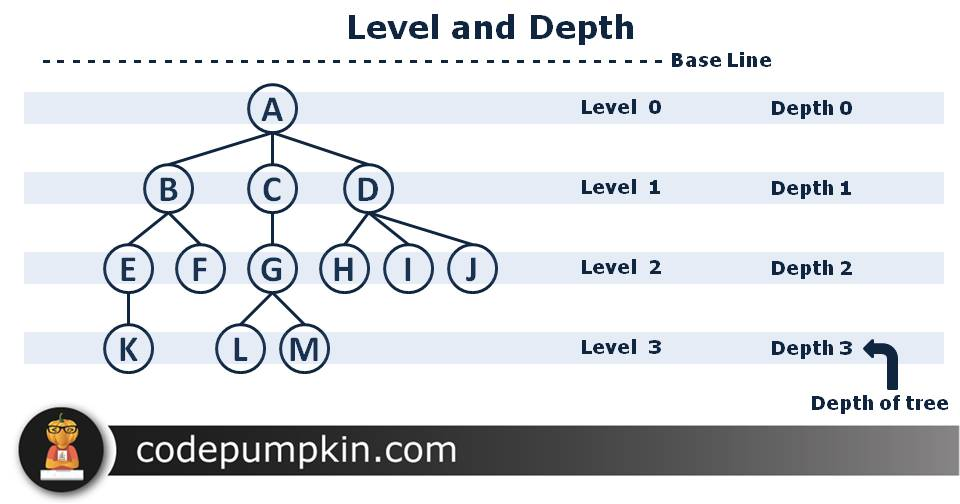 Level and Depth
Base Line
A Level 0 Depth 0
B C D Level 1 Depth 1
E F G H I J Level 2 Depth 2
K L M Level 3 Depth 3
Depth of tree
codepumpkin.com